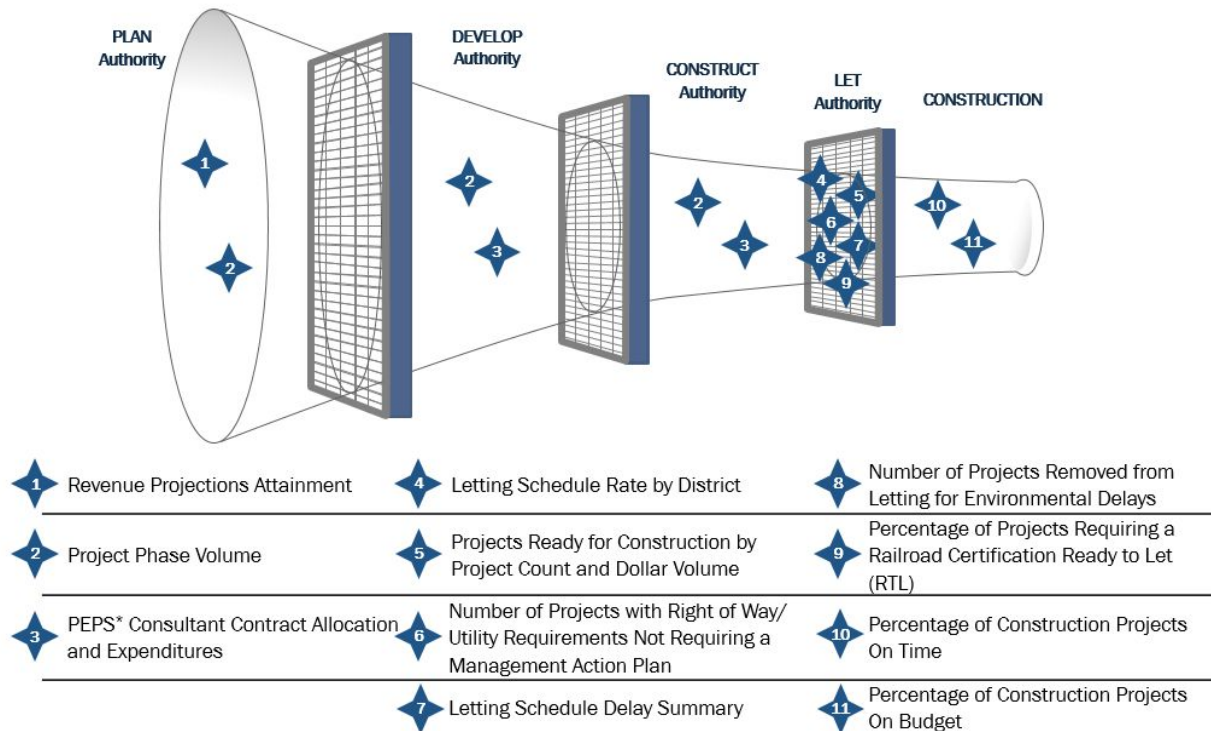 PLAN
Authority
DEVELOP
Authority
CONSTRUCT
Authority
LET
Authority
CONSTRUCTION
1
2
2
3
2
3
4
5
6
7
8
9
10
11
1 Revenue Projections Attainment
2 Project Phase Volume
3 PEPS* Consultant Contract Allocation
and Expenditures
4 Letting Schedule Rate by District
5 Projects Ready for Construction by
Project Count and Dollar Volume
6 Number of Projects with Right of Way/
Utility Requirements Not Requiring a
Management Action Plan
7 Letting Schedule Delay Summary
8 Number of Projects Removed from
Letting for Environmental Delays
9 Percentage of Projects Requiring a
Railroad Certification Ready to Let
(RTL)
10 Percentage of Construction Projects
On Time
11 Percentage of Construction Projects
On Budget